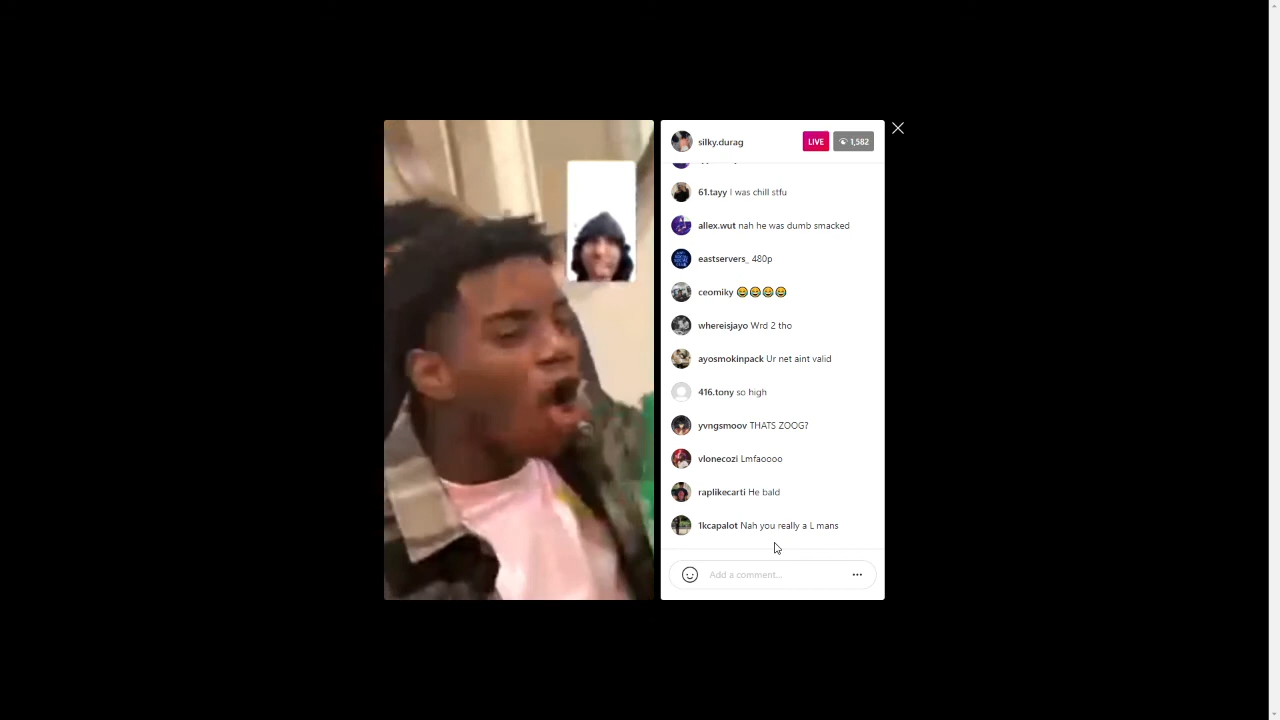 silky.durag
LIVE
1,582
61.tayy I was chill stfu
allex.wut nah he was dumb smacked
eastservers_ 480p
ceomiky 😂😂😂😂
whereisjayo Wrd 2 tho
ayosmokinpack Ur net aint valid
416.tony so high
yvngsmoov THATS ZOOG?
vlonecozi Lmfaoooo
raplikecarti He bald
1kcapalot Nah you really a L mans
Add a comment...